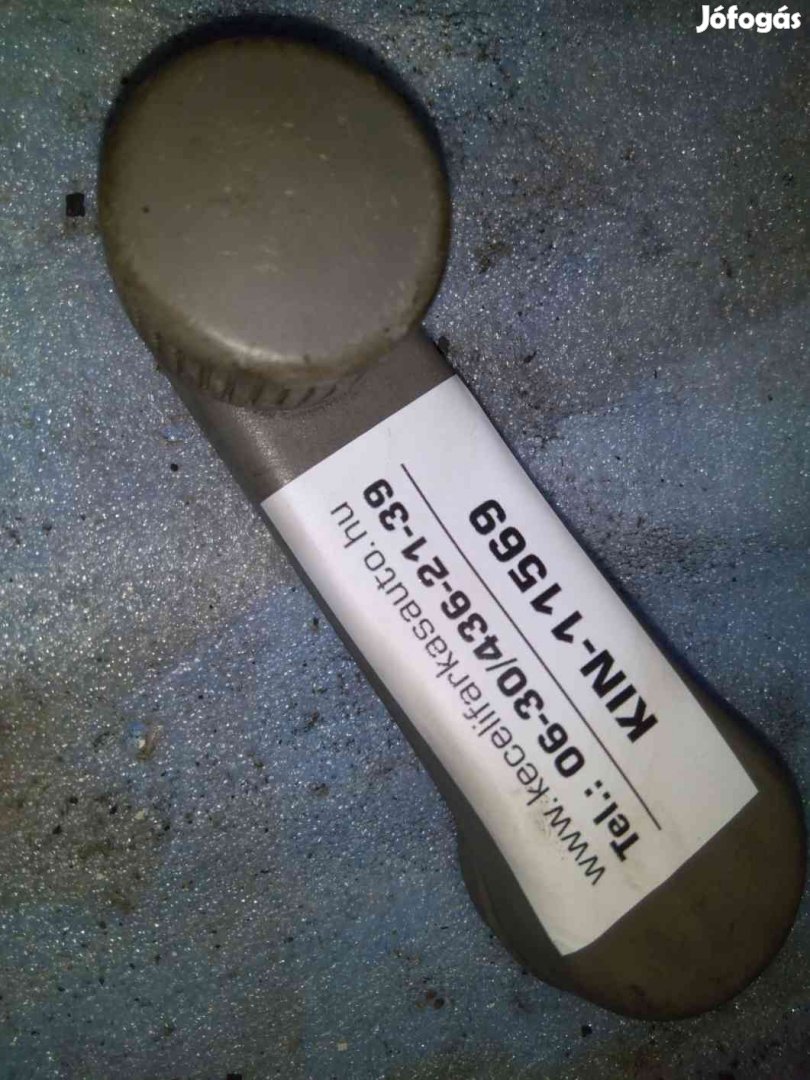 Jófogás
www.kecelifarkasauto.hu
Tel.: 06-30/436-21-39
KIN-11569